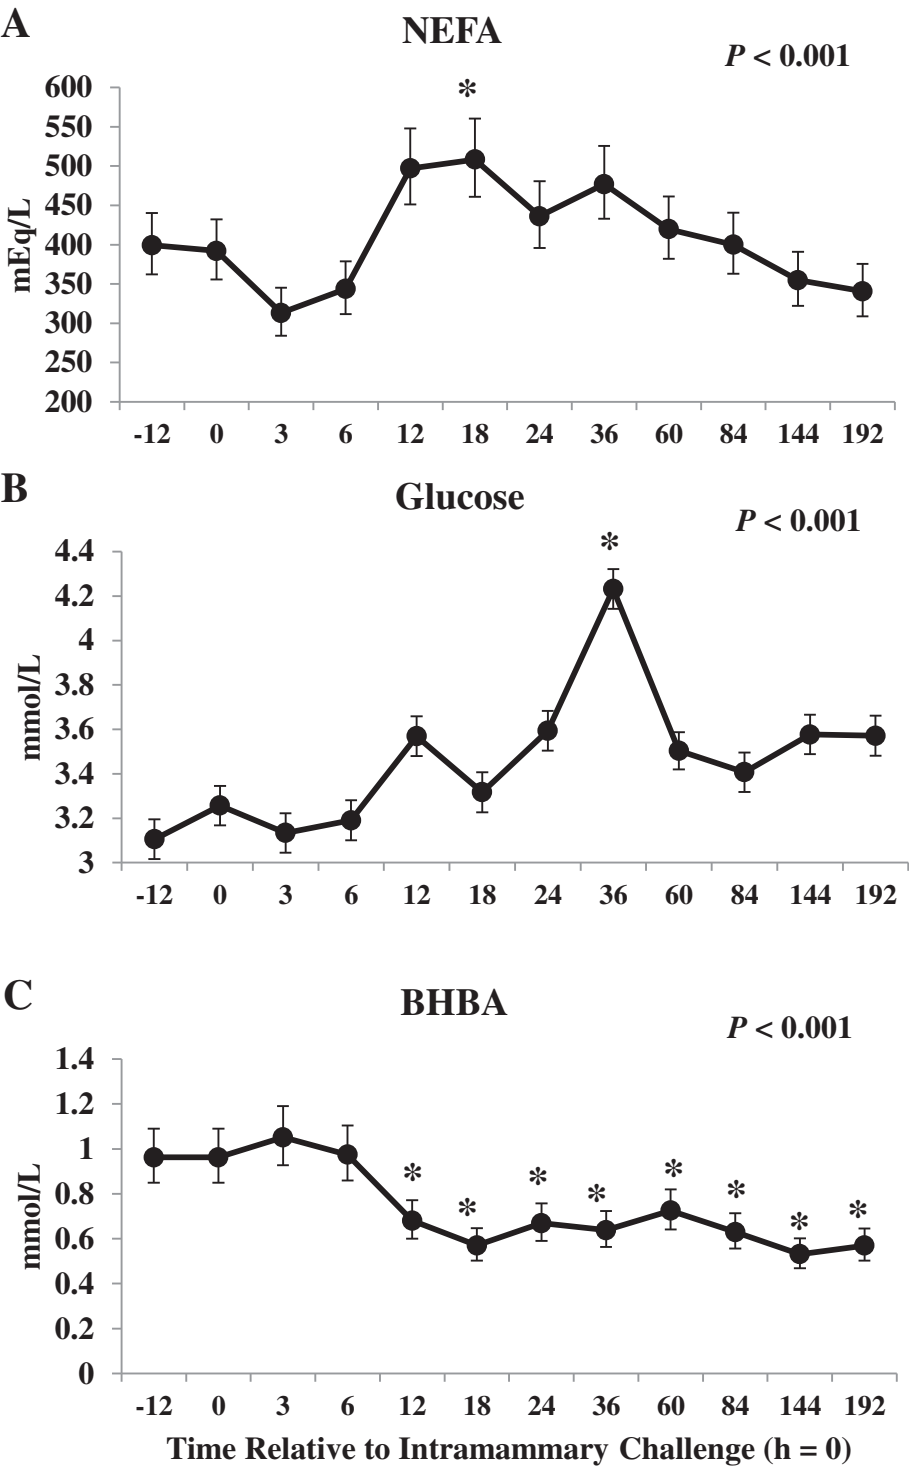 A
NEFA
P < 0.001
*
600
550
500
450
400
350
300
250
200
mEq/L
-12 0 3 6 12 18 24 36 60 84 144 192
B
Glucose
P < 0.001
*
4.4
4.2
4
3.8
3.6
3.4
3.2
3
mmol/L
-12 0 3 6 12 18 24 36 60 84 144 192
C
BHBA
P < 0.001
1.4
1.2
1
0.8
0.6
0.4
0.2
0
mmol/L
* * * * * * * *
-12 0 3 6 12 18 24 36 60 84 144 192
Time Relative to Intramammary Challenge (h = 0)